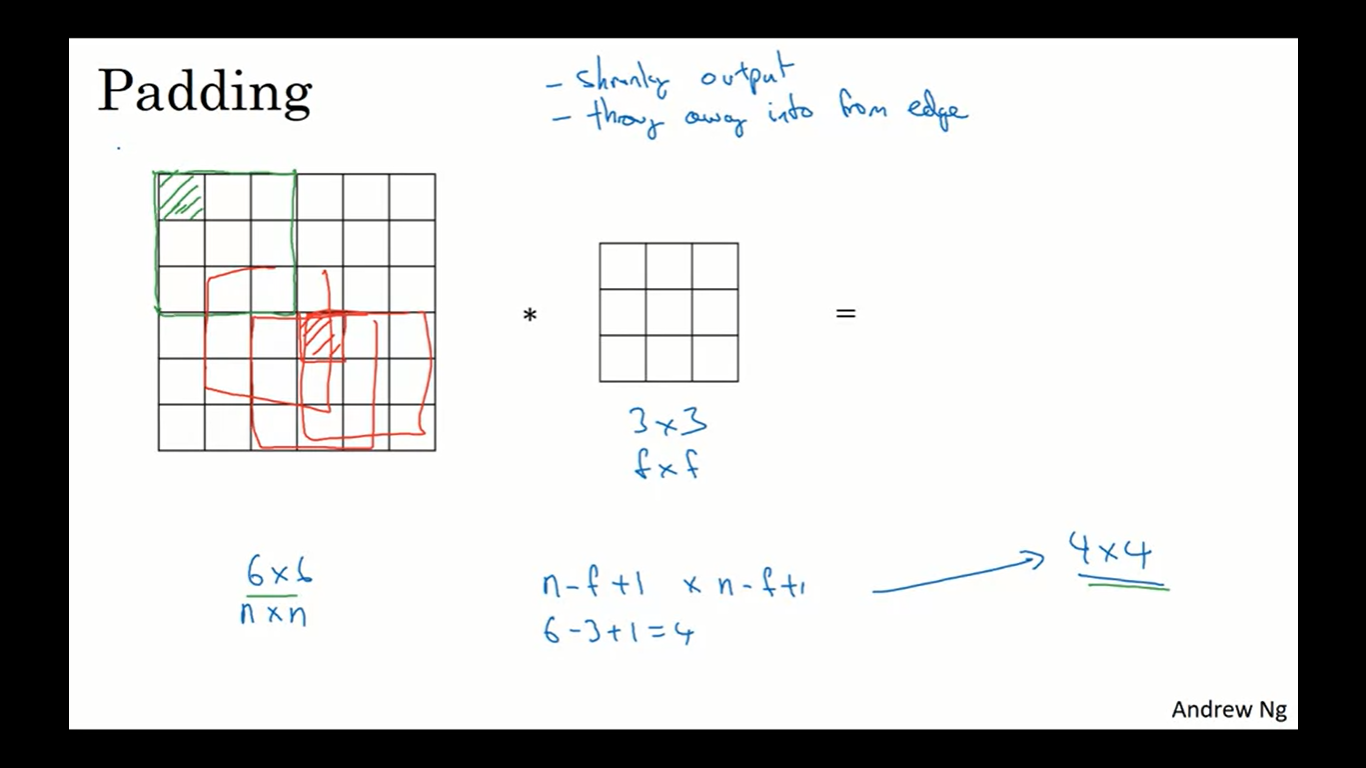 Padding
- shrinky output
- throy away info from edge
*
=
3 x 3
f x f
6 x 6
n x n
n - f + 1 x n - f + 1
6 - 3 + 1 = 4
4 x 4
Andrew Ng